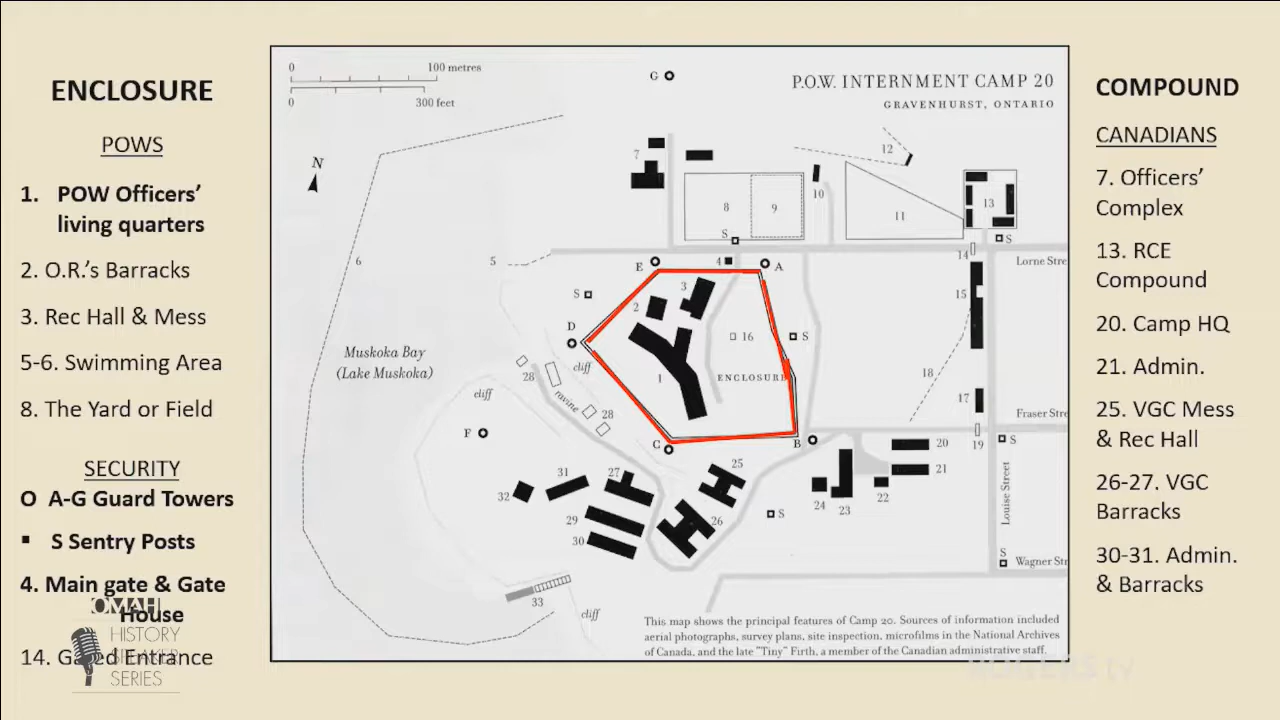 ENCLOSURE
POWS
1. POW Officers’
living quarters
2. O.R.’s Barracks
3. Rec Hall & Mess
5-6. Swimming Area
8. The Yard or Field
SECURITY
O A-G Guard Towers
▪ S Sentry Posts
4. Main gate & Gate
House
14. Gated Entrance
OMAH
HISTORY
SPEAKER
SERIES
0 100 metres
0 300 feet
N
G
P.O.W. INTERNMENT CAMP 20
GRAVENHURST, ONTARIO
7
12
8
9
10
11
13
S
S
14
6
5
E
4
A
Lorne Stre
S
2
3
15
D
16
S
Muskoka Bay
(Lake Muskoka)
cliff
28
1
ENCLOSURE
18
cliff
ravine
28
17
Fraser Stre
F
C
B
20
19
S
31
27
25
21
32
22
24
23
Louise Street
29
26
S
30
S
Wagner Str
33
cliff
This map shows the principal features of Camp 20. Sources of information included
aerial photographs, survey plans, site inspection, microfilms in the National Archives
of Canada, and the late "Tiny" Firth, a member of the Canadian administrative staff.
COMPOUND
CANADIANS
7. Officers’
Complex
13. RCE
Compound
20. Camp HQ
21. Admin.
25. VGC Mess
& Rec Hall
26-27. VGC
Barracks
30-31. Admin.
& Barracks
ROGERS tv